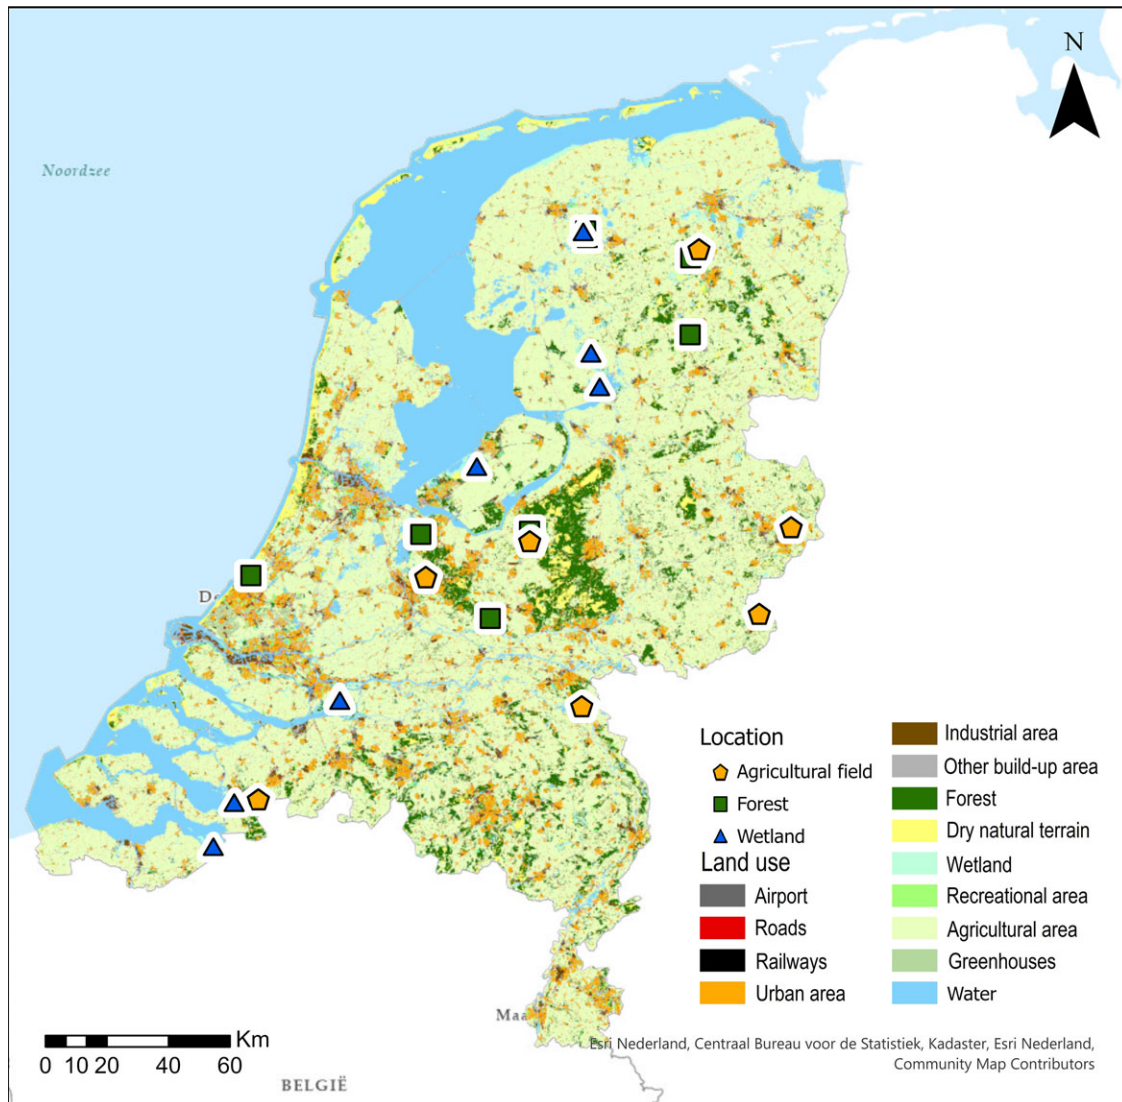 N
Noordzee
De
Location
Agricultural field
Forest
Wetland
Land use
Airport
Roads
Railways
Urban area
Industrial area
Other build-up area
Forest
Dry natural terrain
Wetland
Recreational area
Agricultural area
Greenhouses
Water
Maa
Km
0 10 20 40 60
Esri Nederland, Centraal Bureau voor de Statistiek, Kadaster, Esri Nederland,
Community Map Contributors
BELGIË